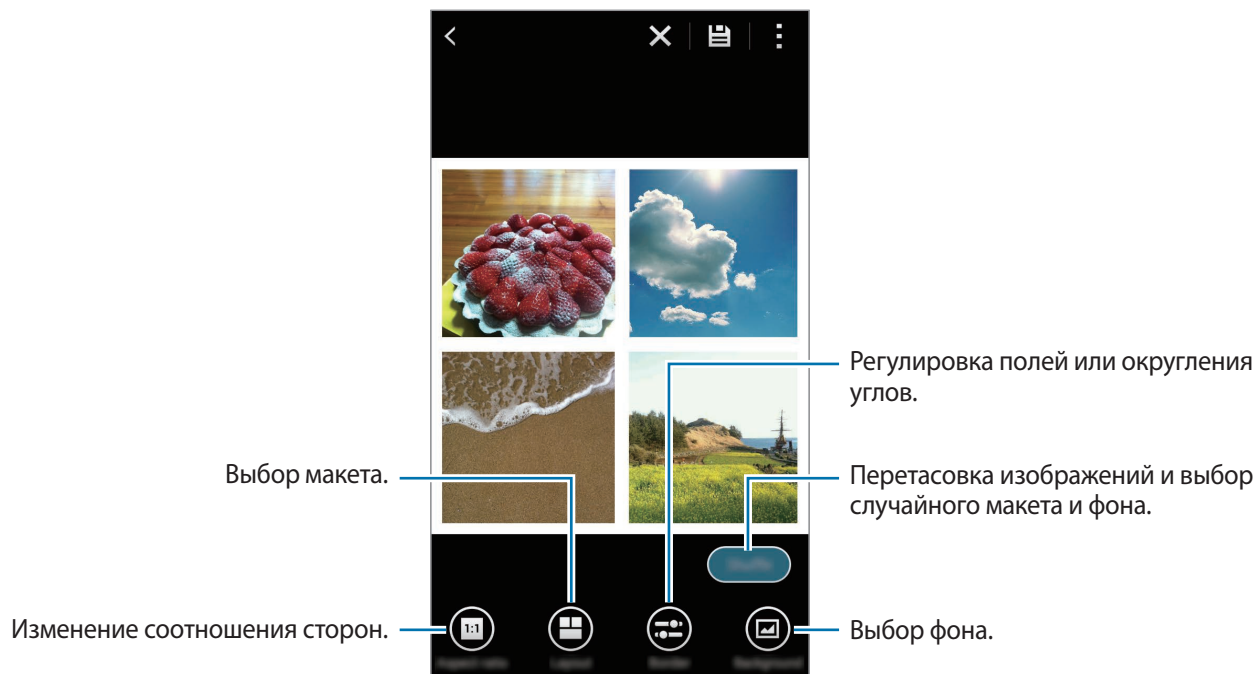 Регулировка полей или округления
углов.
Выбор макета.
Перетасовка изображений и выбор
случайного макета и фона.
Изменение соотношения сторон.
1:1
Выбор фона.